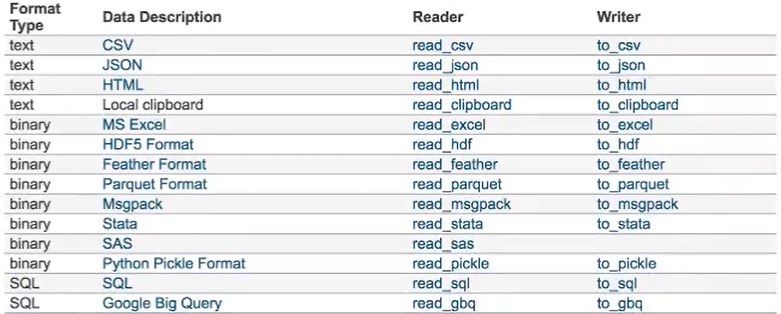 Format Type Data Description Reader Writer
text CSV read_csv to_csv
text JSON read_json to_json
text HTML read_html to_html
text Local clipboard read_clipboard to_clipboard
binary MS Excel read_excel to_excel
binary HDF5 Format read_hdf to_hdf
binary Feather Format read_feather to_feather
binary Parquet Format read_parquet to_parquet
binary Msgpack read_msgpack to_msgpack
binary Stata read_stata to_stata
binary SAS read_sas
binary Python Pickle Format read_pickle to_pickle
SQL SQL read_sql to_sql
SQL Google Big Query read_gbq to_gbq